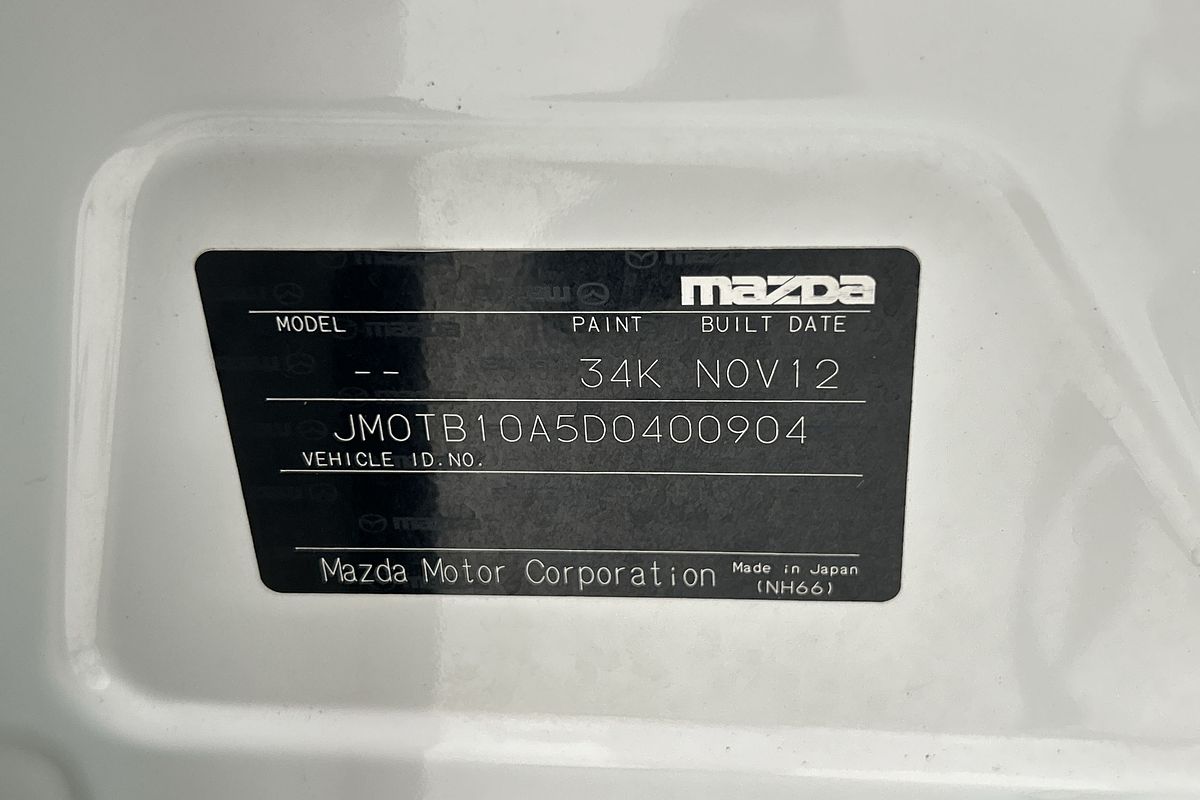 mazda
MODEL PAINT BUILT DATE
-- 34K NOV12
JM0TB10A5D0400904
VEHICLE ID.NO.
Mazda Motor Corporation Made in Japan
(NH66)